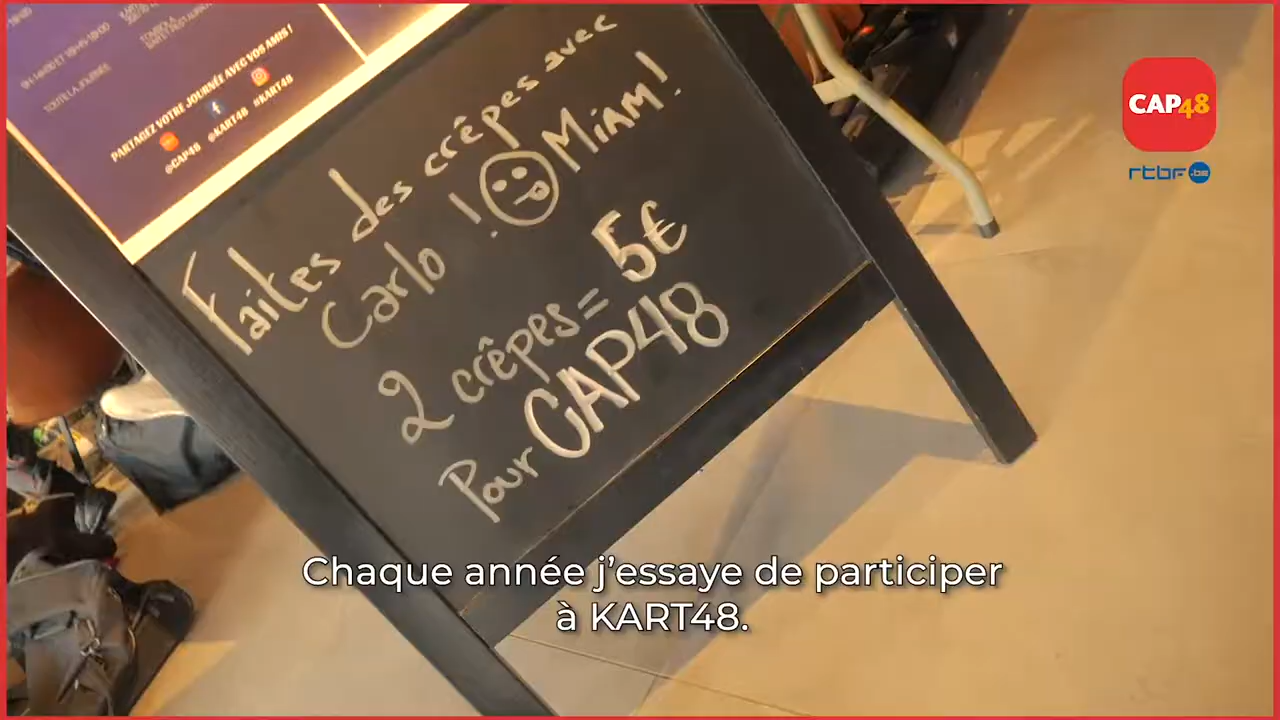 TOMBOLA
TOUTE LA JOURNÉE
PARTAGEZ VOTRE JOURNÉE AVEC VOS AMIS !
@CAP48 @KART48 #KART48
Faites des crêpes avec
Carlo ! Miam !
2 crêpes = 5€
Pour CAP48
CAP48
rtbf.be
Chaque année j'essaye de participer
à KART48.